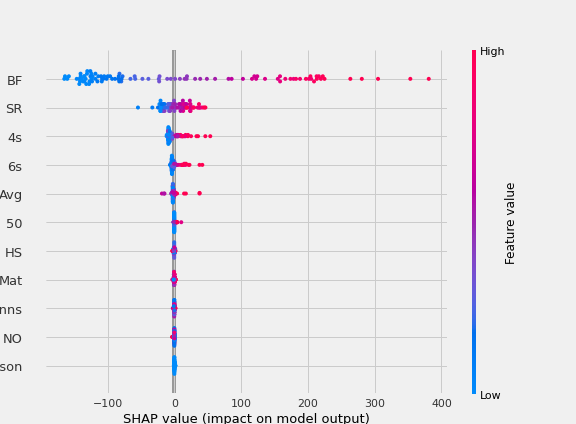 High
BF
SR
4s
6s
Avg
50
HS
Mat
nns
NO
son
Low
Feature value
−100 0 100 200 300 400
SHAP value (impact on model output)